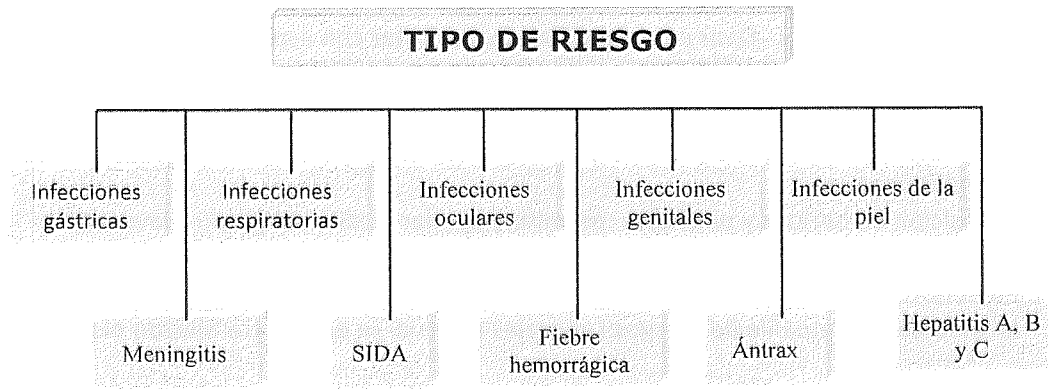 TIPO DE RIESGO
Infecciones
gástricas
Infecciones
respiratorias
Infecciones
oculares
Infecciones
genitales
Infecciones de la
piel
Meningitis
SIDA
Fiebre
hemorrágica
Ántrax
Hepatitis A, B
y C